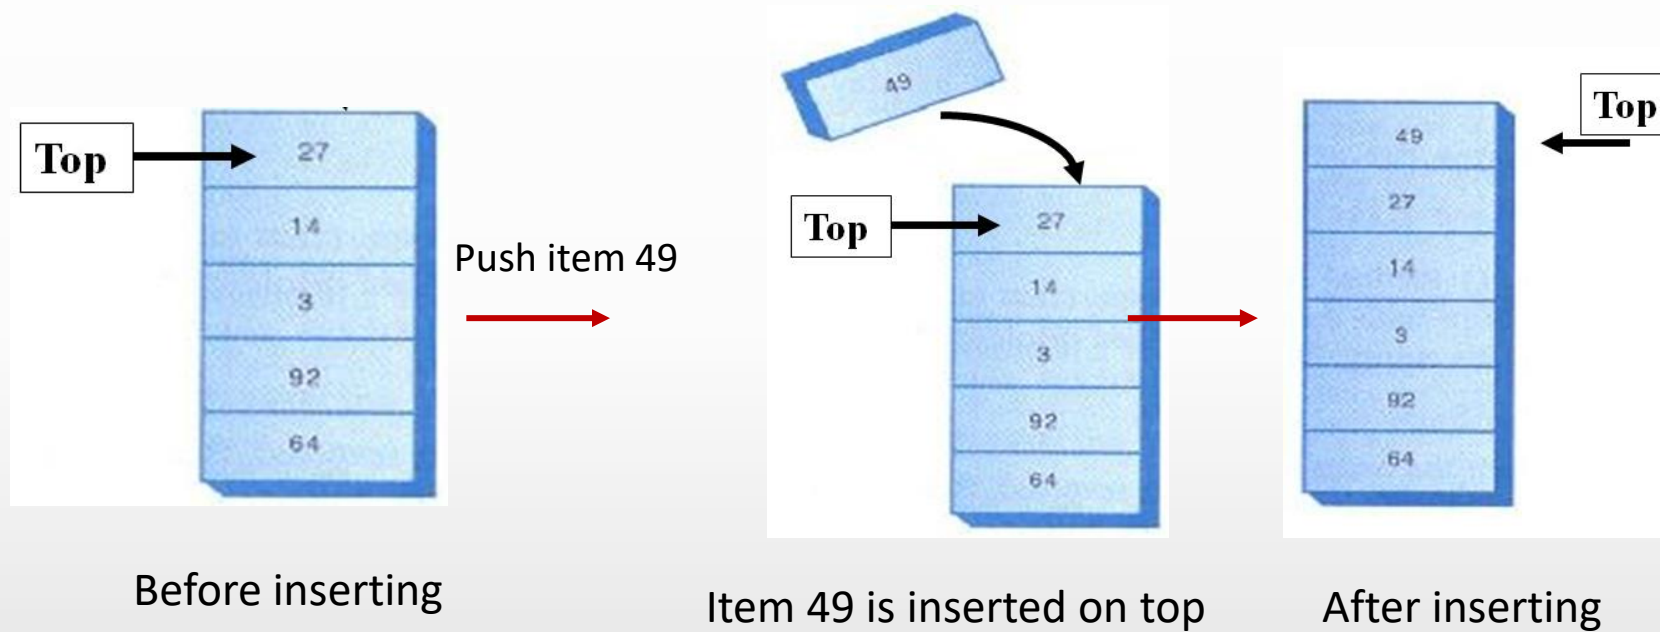 Top
27
14
3
92
64
Before inserting
Push item 49
49
Top
27
14
3
92
64
Item 49 is inserted on top
Top
49
27
14
3
92
64
After inserting